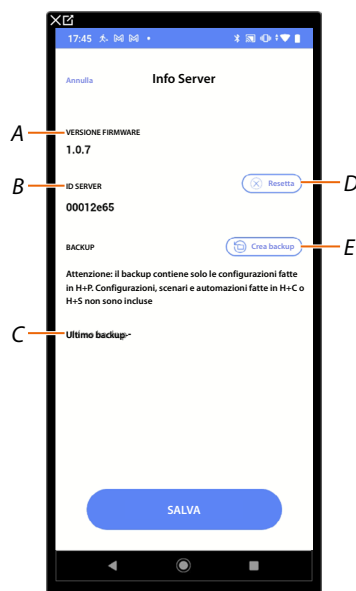 17:45
Annulla
Info Server
A
VERSIONE FIRMWARE
1.0.7
B
ID SERVER
Resetta
D
00012e65
BACKUP
Crea backup
E
Attenzione: il backup contiene solo le configurazioni fatte
in H+P. Configurazioni, scenari e automazioni fatte in H+C o
H+S non sono incluse
C
Ultimo backup:-
SALVA